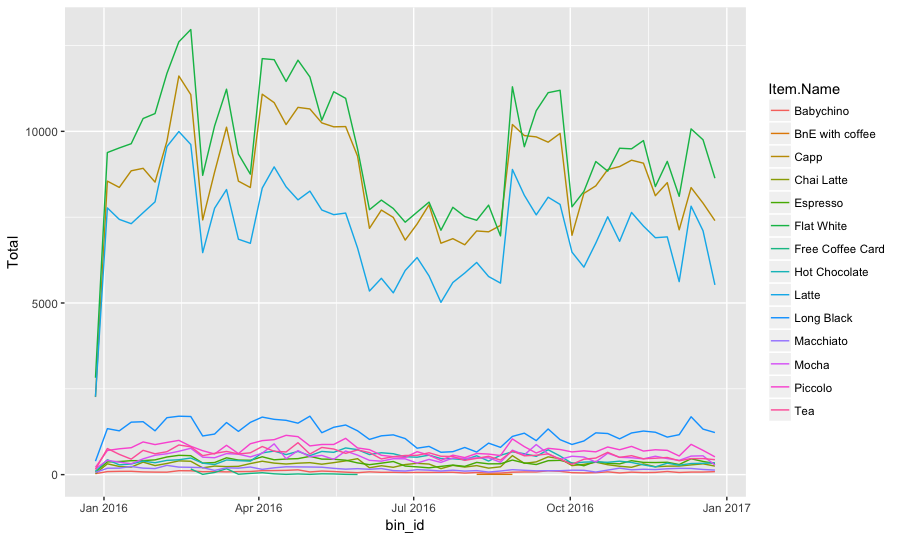 Total
10000
5000
0
Jan 2016
Apr 2016
Jul 2016
Oct 2016
Jan 2017
bin_id
Item.Name
Babychino
BnE with coffee
Capp
Chai Latte
Espresso
Flat White
Free Coffee Card
Hot Chocolate
Latte
Long Black
Macchiato
Mocha
Piccolo
Tea